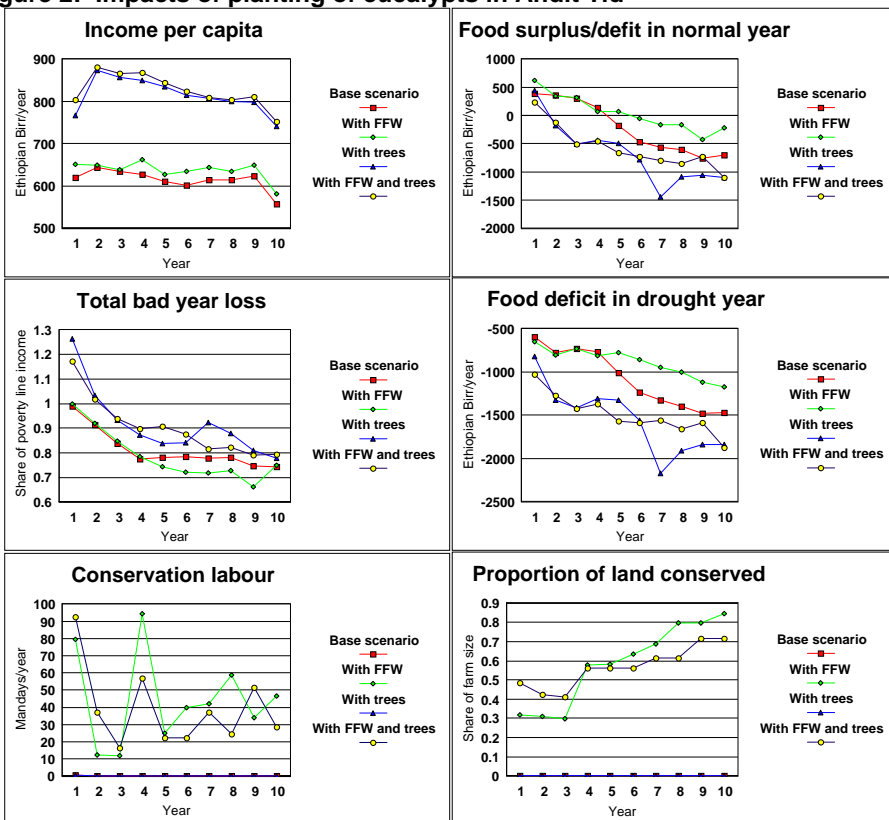 Income per capita
Ethiopian Birr/year
900
800
700
600
500
1 2 3 4 5 6 7 8 9 10
Year
Base scenario
With FFW
With trees
With FFW and trees
Food surplus/defit in normal year
Ethiopian Birr/year
1000
500
0
-500
-1000
-1500
-2000
1 2 3 4 5 6 7 8 9 10
Year
Base scenario
With FFW
With trees
With FFW and trees
Total bad year loss
Share of poverty line income
1.3
1.2
1.1
1
0.9
0.8
0.7
0.6
1 2 3 4 5 6 7 8 9 10
Year
Base scenario
With FFW
With trees
With FFW and trees
Food deficit in drought year
Ethiopian Birr/year
-500
-1000
-1500
-2000
-2500
1 2 3 4 5 6 7 8 9 10
Year
Base scenario
With FFW
With trees
With FFW and trees
Conservation labour
Mandays/year
100
90
80
70
60
50
40
30
20
10
0
1 2 3 4 5 6 7 8 9 10
Year
Base scenario
With FFW
With trees
With FFW and trees
Proportion of land conserved
Share of farm size
0.9
0.8
0.7
0.6
0.5
0.4
0.3
0.2
0.1
0
1 2 3 4 5 6 7 8 9 10
Year
Base scenario
With FFW
With trees
With FFW and trees